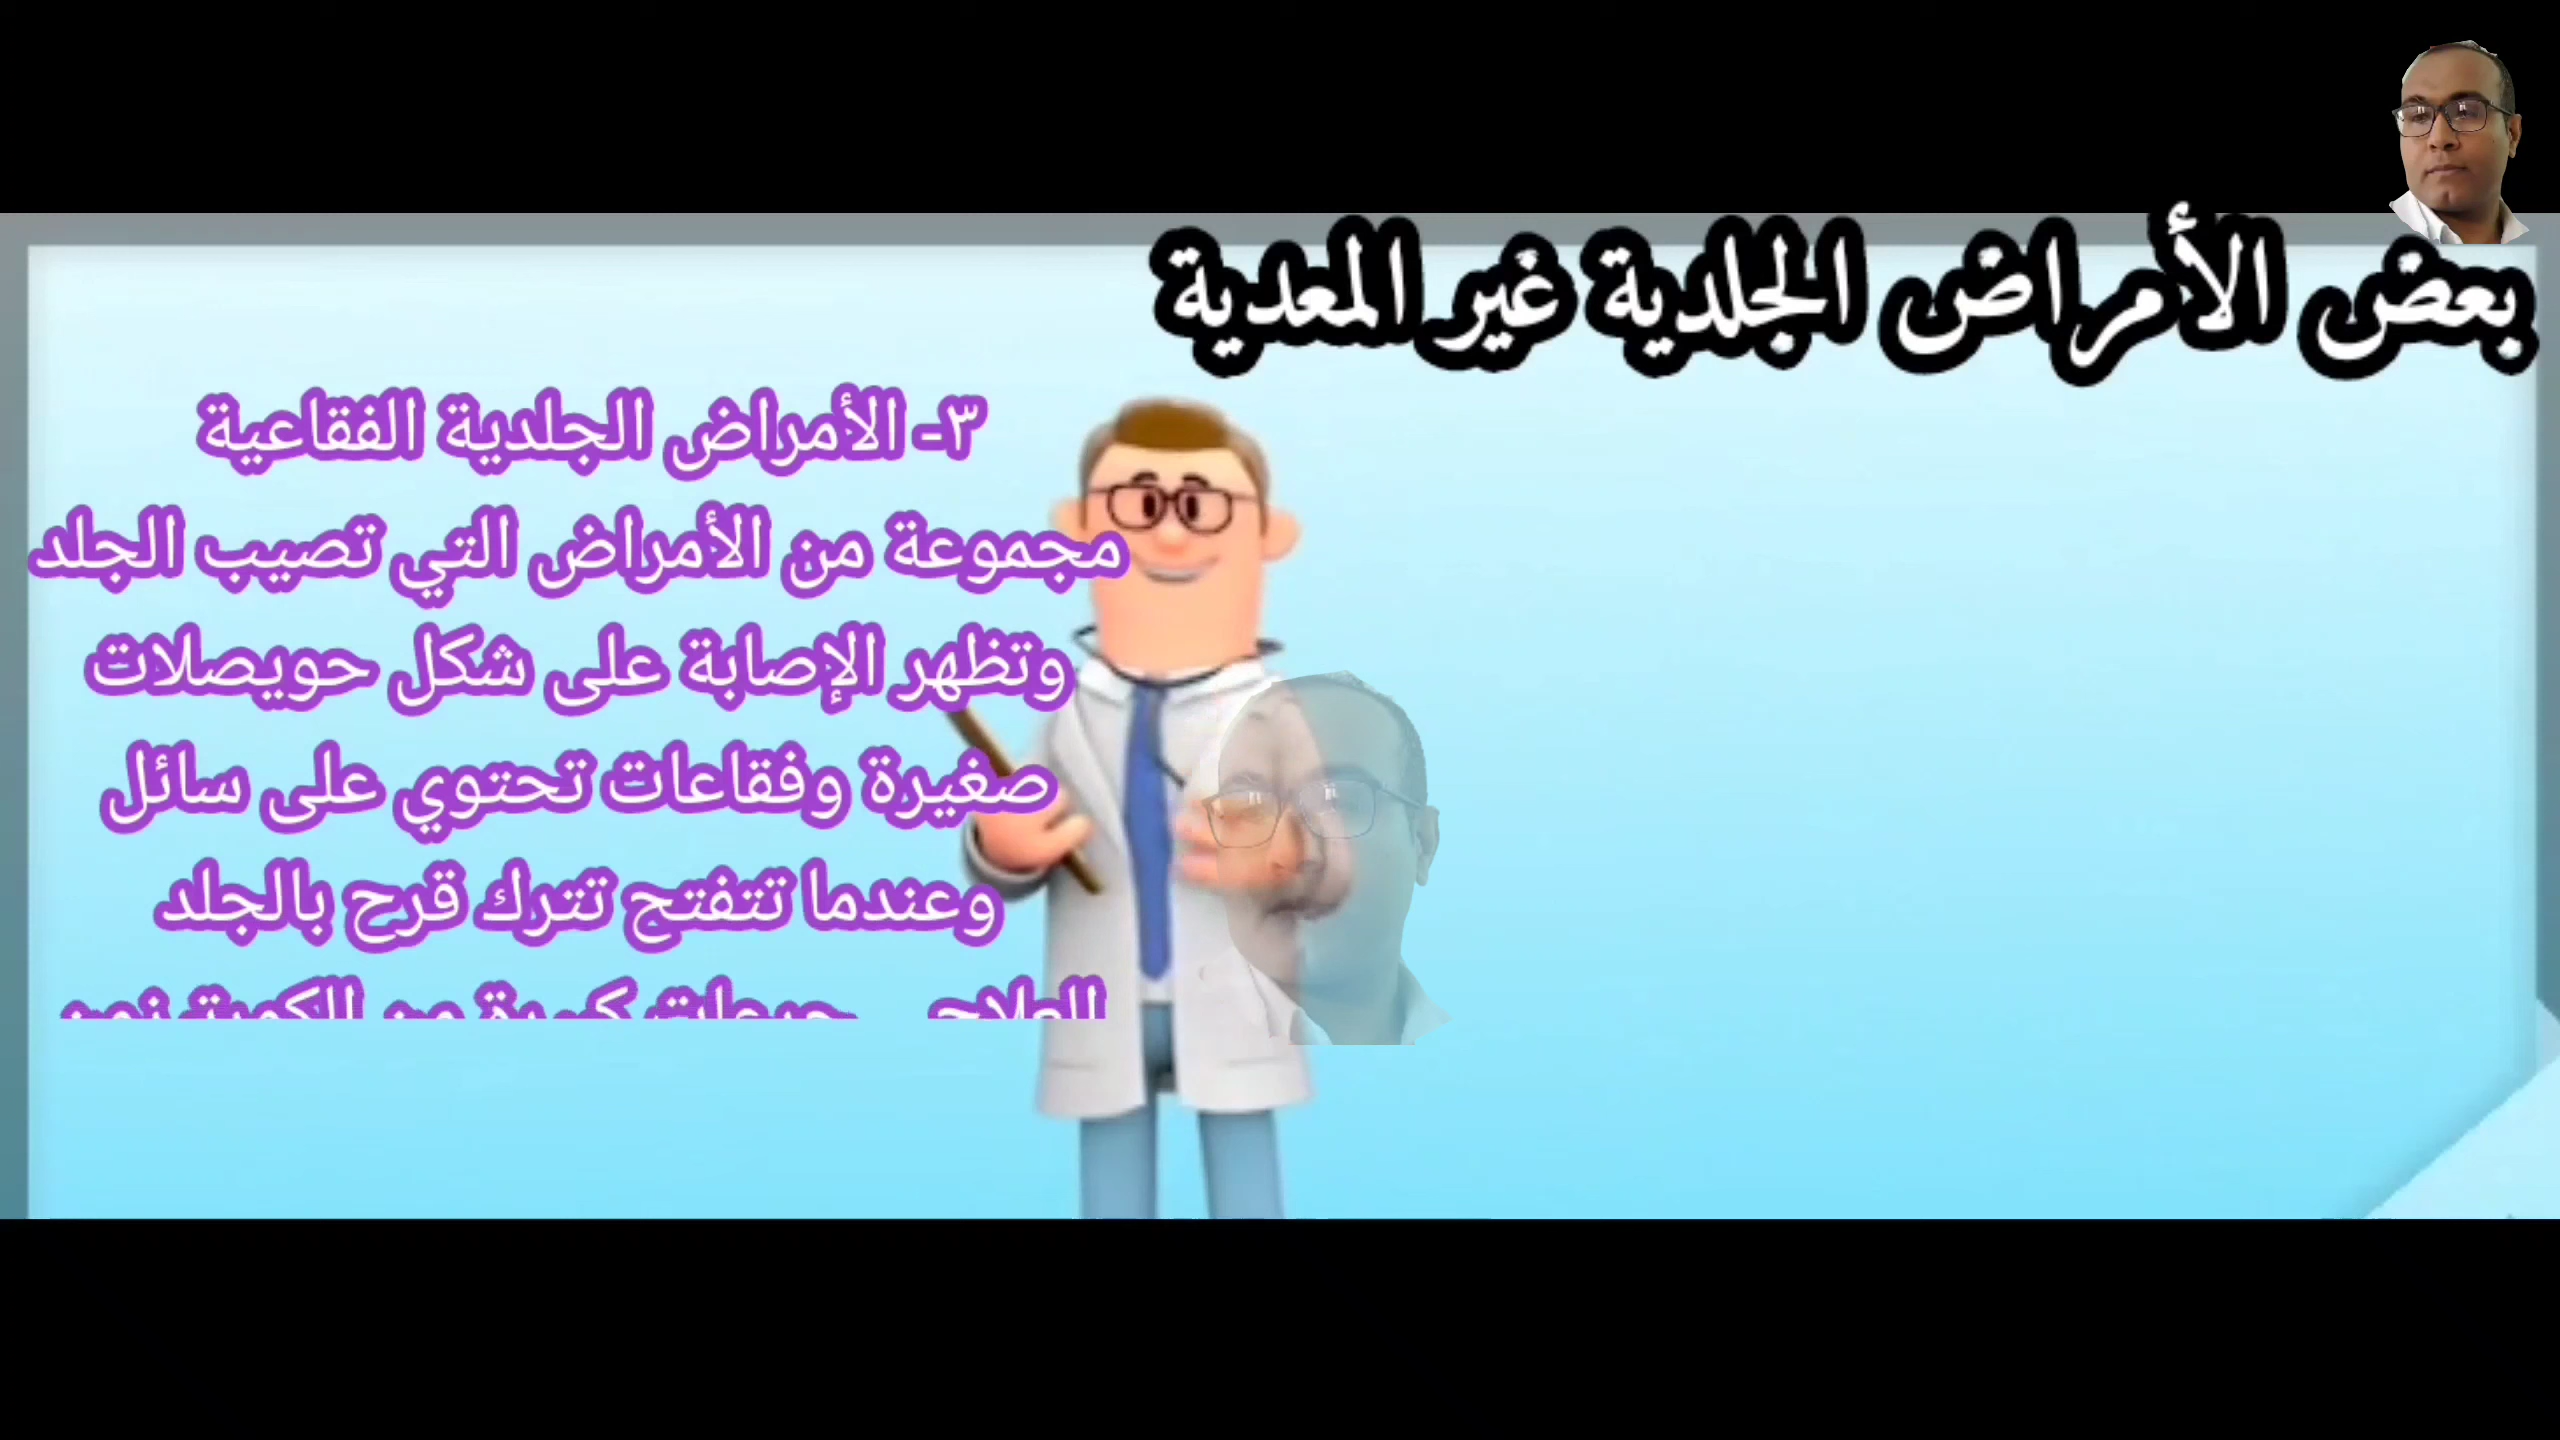 بعض الأمراض الجلدية غير المعدية
٣- الأمراض الجلدية الفقاعية
مجموعة من الأمراض التي تصيب الجلد
وتظهر الإصابة على شكل حويصلات
صغيرة وفقاعات تحتوي على سائل
وعندما تتفتح تترك قرح بالجلد